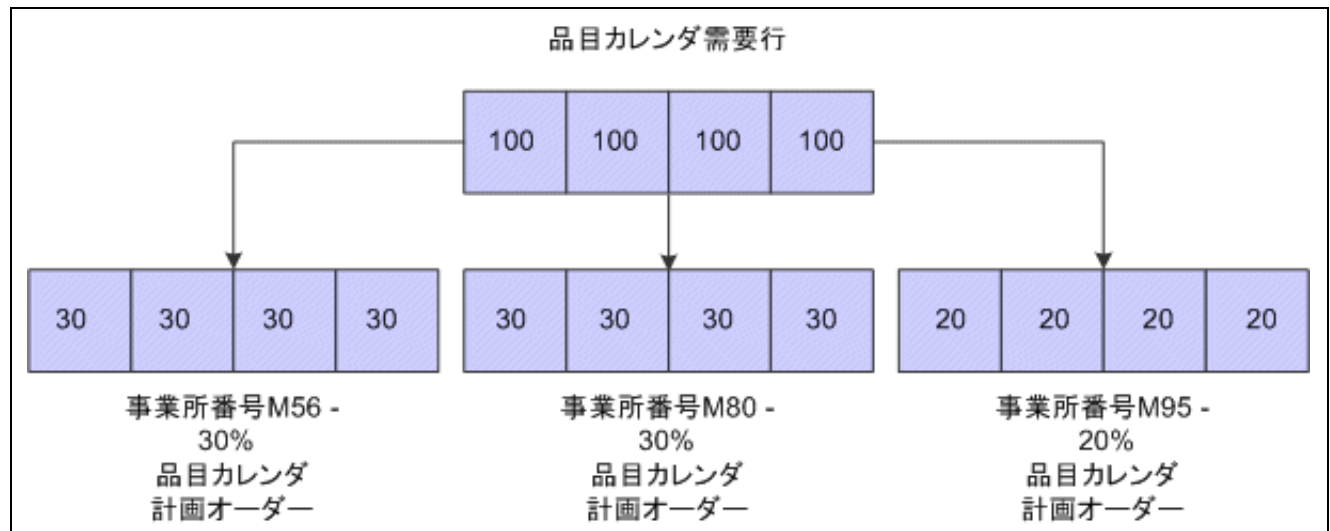 品目カレンダ需要行
100 100 100 100
30 30 30 30
30 30 30 30
20 20 20 20
事業所番号M56 -
30%
品目カレンダ
計画オーダー
事業所番号M80 -
30%
品目カレンダ
計画オーダー
事業所番号M95 -
20%
品目カレンダ
計画オーダー